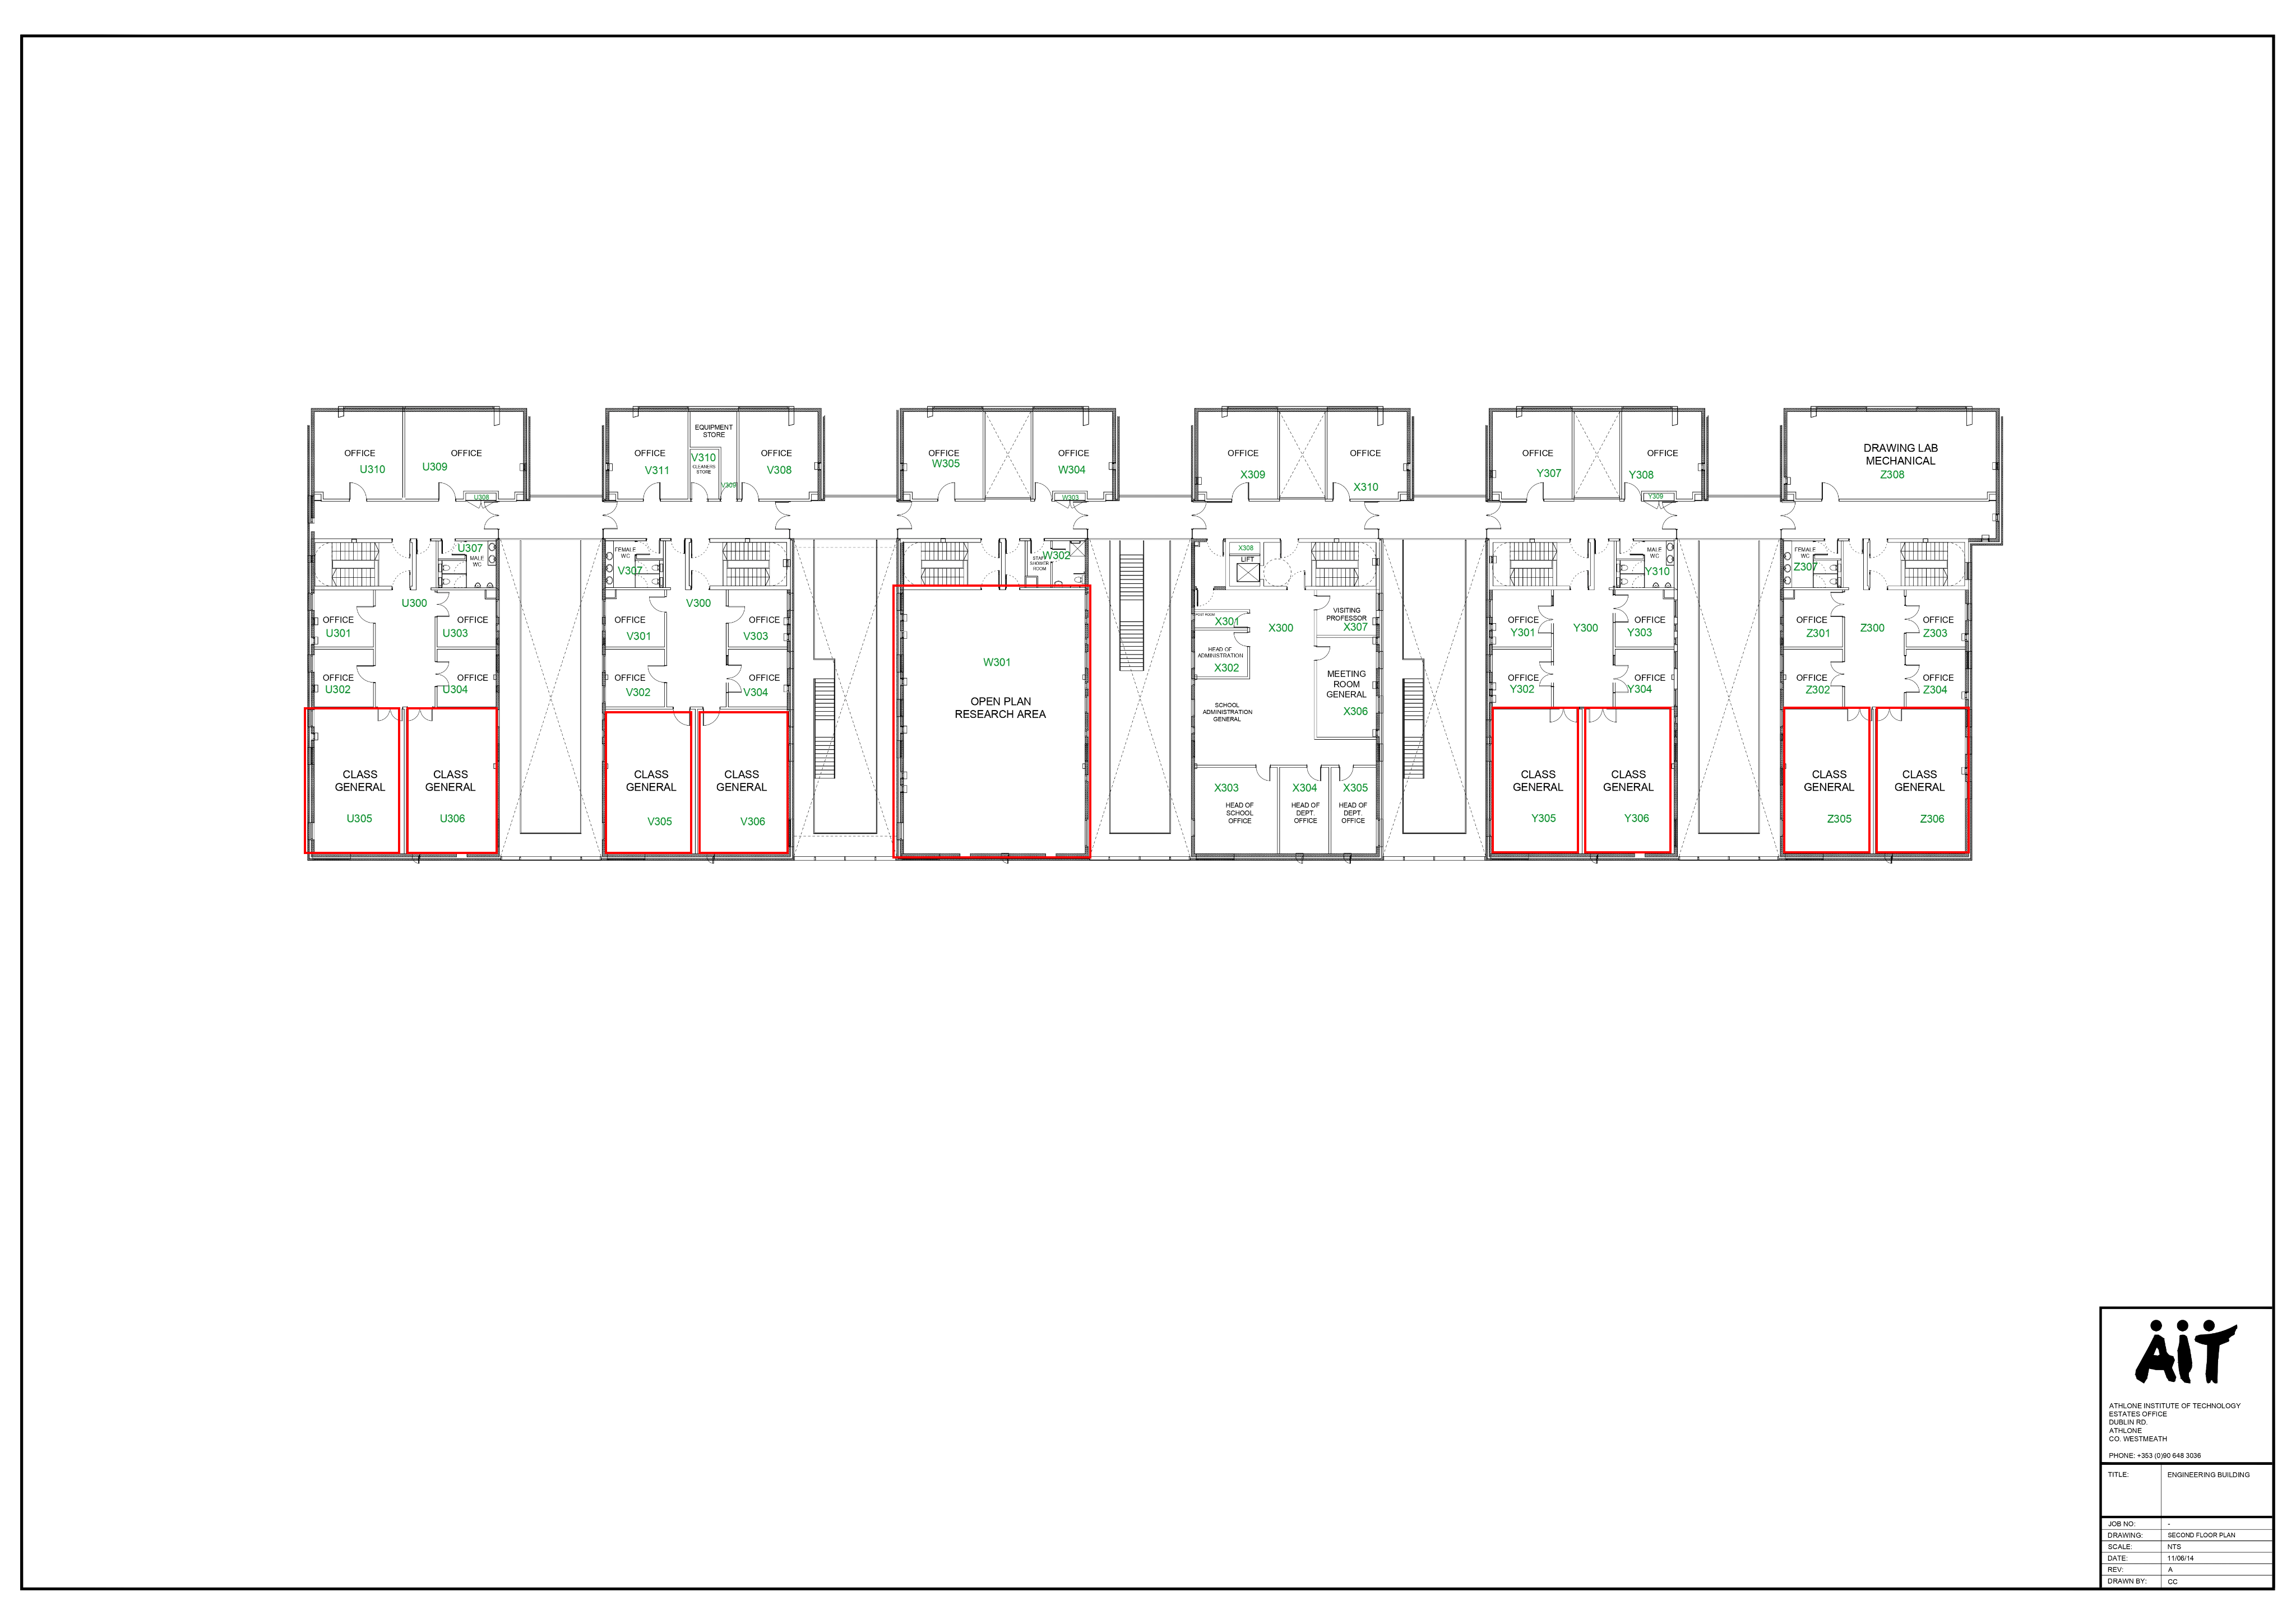 OFFICE
U310
OFFICE
U309
U308
OFFICE
V311
EQUIPMENT
STORE
V310
CLEANERS
STORE
V309
OFFICE
V308
OFFICE
W305
OFFICE
W304
W303
OFFICE
X309
OFFICE
X310
OFFICE
Y307
OFFICE
Y308
Y309
DRAWING LAB
MECHANICAL
Z308
U307
MALE
WC
FEMALE
WC
V307
W302
STAFF
SHOWER
ROOM
X308
LIFT
MALE
WC
Y310
FEMALE
WC
Z307
U300
OFFICE
U301
OFFICE
U303
OFFICE
U302
OFFICE
U304
V300
OFFICE
V301
OFFICE
V303
OFFICE
V302
OFFICE
V304
W301
OPEN PLAN
RESEARCH AREA
POST ROOM
X301
X300
VISITING
PROFESSOR
X307
HEAD OF
ADMINISTRATION
X302
MEETING
ROOM
GENERAL
X306
SCHOOL
ADMINISTRATION
GENERAL
X303
HEAD OF
SCHOOL
OFFICE
X304
HEAD OF
DEPT.
OFFICE
X305
HEAD OF
DEPT.
OFFICE
Y300
OFFICE
Y301
OFFICE
Y303
OFFICE
Y302
OFFICE
Y304
Z300
OFFICE
Z301
OFFICE
Z303
OFFICE
Z302
OFFICE
Z304
CLASS
GENERAL
U305
CLASS
GENERAL
U306
CLASS
GENERAL
V305
CLASS
GENERAL
V306
CLASS
GENERAL
Y305
CLASS
GENERAL
Y306
CLASS
GENERAL
Z305
CLASS
GENERAL
Z306
AIT
ATHLONE INSTITUTE OF TECHNOLOGY
ESTATES OFFICE
DUBLIN RD.
ATHLONE
CO. WESTMEATH
PHONE: +353 (0)90 648 3036
TITLE: ENGINEERING BUILDING
JOB NO: -
DRAWING: SECOND FLOOR PLAN
SCALE: NTS
DATE: 11/06/14
REV: A
DRAWN BY: CC